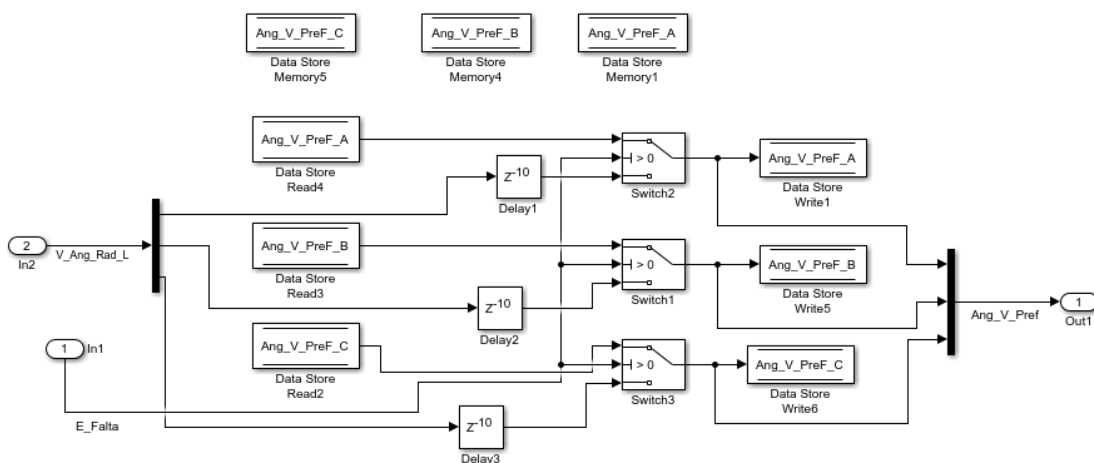 Ang_V_PreF_C
Data Store
Memory5
Ang_V_PreF_B
Data Store
Memory4
Ang_V_PreF_A
Data Store
Memory1
Ang_V_PreF_A
Data Store
Read4
> 0
Switch2
Ang_V_PreF_A
Data Store
Write1
Z-10
Delay1
2
In2
V_Ang_Rad_L
Ang_V_PreF_B
Data Store
Read3
> 0
Switch1
Ang_V_PreF_B
Data Store
Write5
Z-10
Delay2
Ang_V_Pref
1
Out1
1
In1
Ang_V_PreF_C
Data Store
Read2
> 0
Switch3
Ang_V_PreF_C
Data Store
Write6
E_Falta
Z-10
Delay3